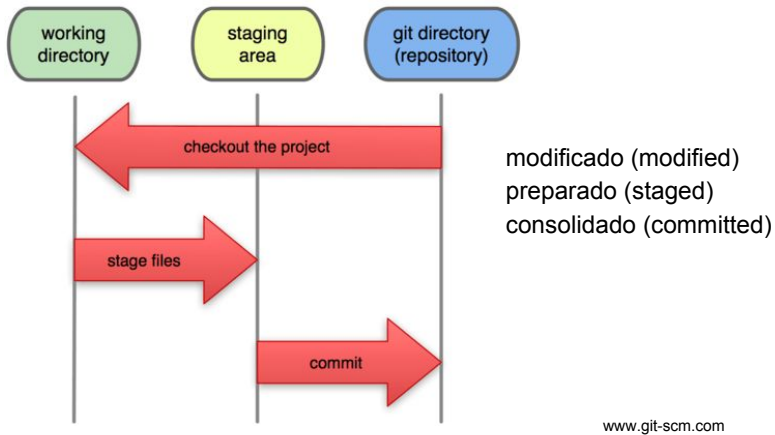 working
directory
staging
area
git directory
(repository)
checkout the project
modificado (modified)
preparado (staged)
consolidado (committed)
stage files
commit
www.git-scm.com